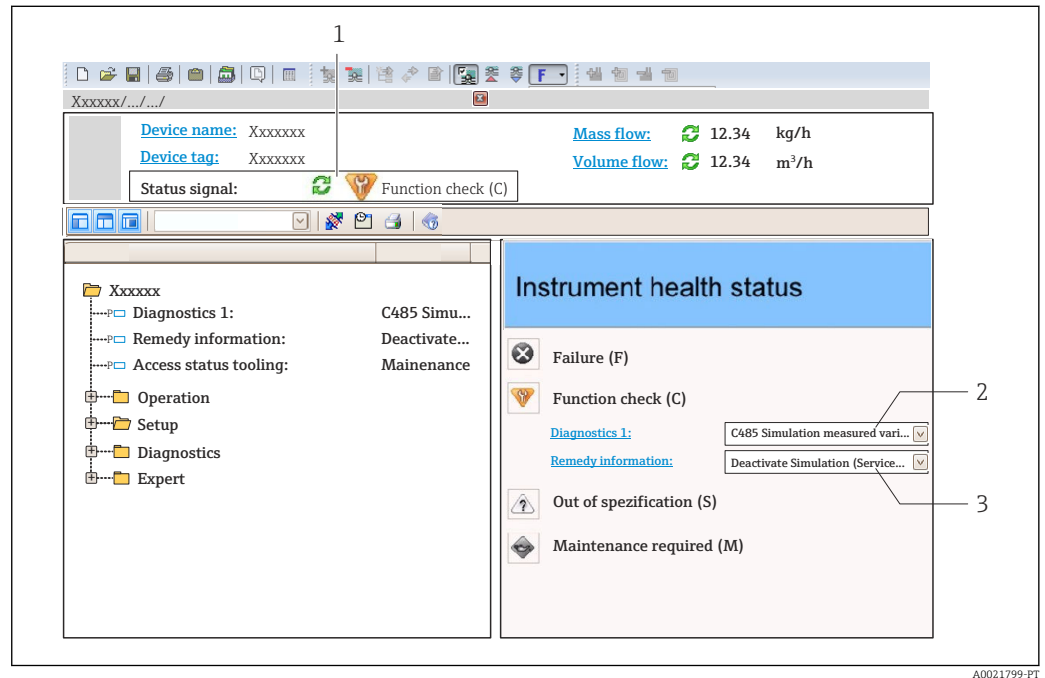 1
F
Xxxxxx/.../.../
Device name: Xxxxxxx
Mass flow: 12.34 kg/h
Device tag: Xxxxxxx
Volume flow: 12.34 m³/h
Status signal: Function check (C)
Instrument health status
Xxxxxx
Diagnostics 1: C485 Simu...
Remedy information: Deactivate...
Access status tooling: Mainenance
Operation
Setup
Diagnostics
Expert
Failure (F)
Function check (C)
2
Diagnostics 1: C485 Simulation measured vari...
Remedy information: Deactivate Simulation (Service...
Out of spezification (S)
3
Maintenance required (M)
A0021799-PT